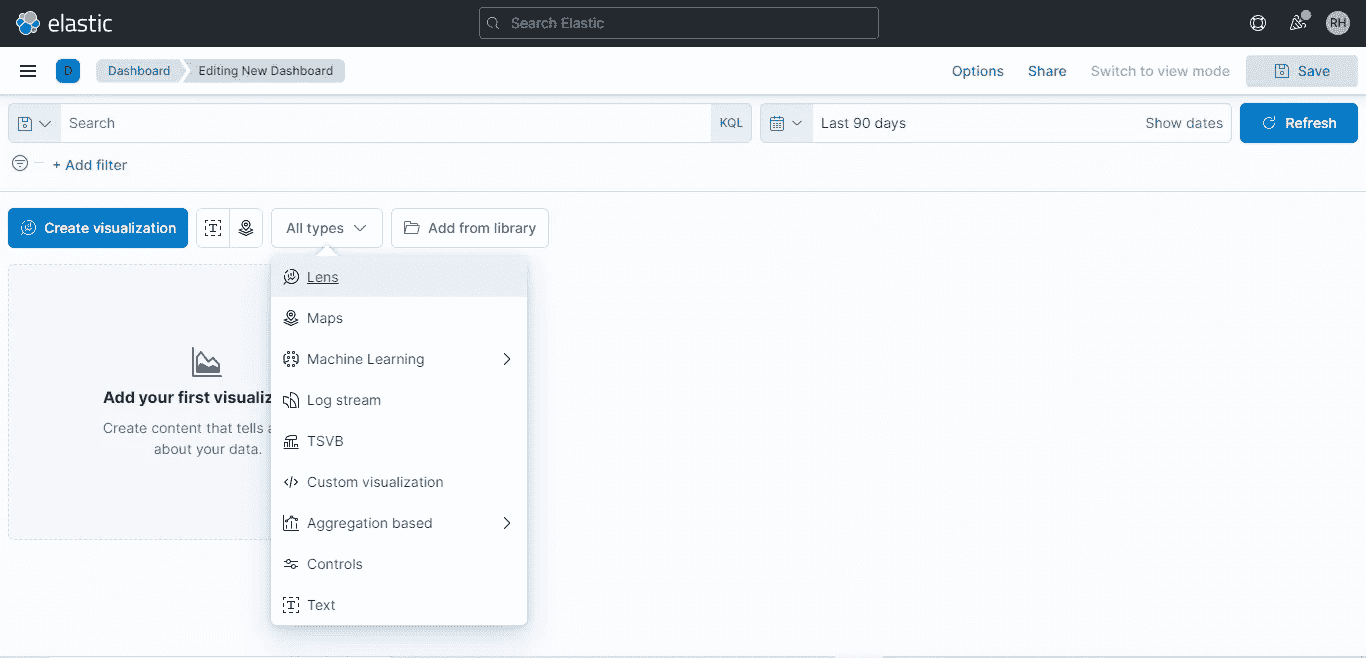 elastic
Search Elastic
RH
D
Dashboard
Editing New Dashboard
Options
Share
Switch to view mode
Save
Search
KQL
Last 90 days
Show dates
Refresh
+ Add filter
Create visualization
All types
Add from library
Add your first visualiz
Create content that tells a
about your data.
Lens
Maps
Machine Learning
Log stream
TSVB
Custom visualization
Aggregation based
Controls
Text